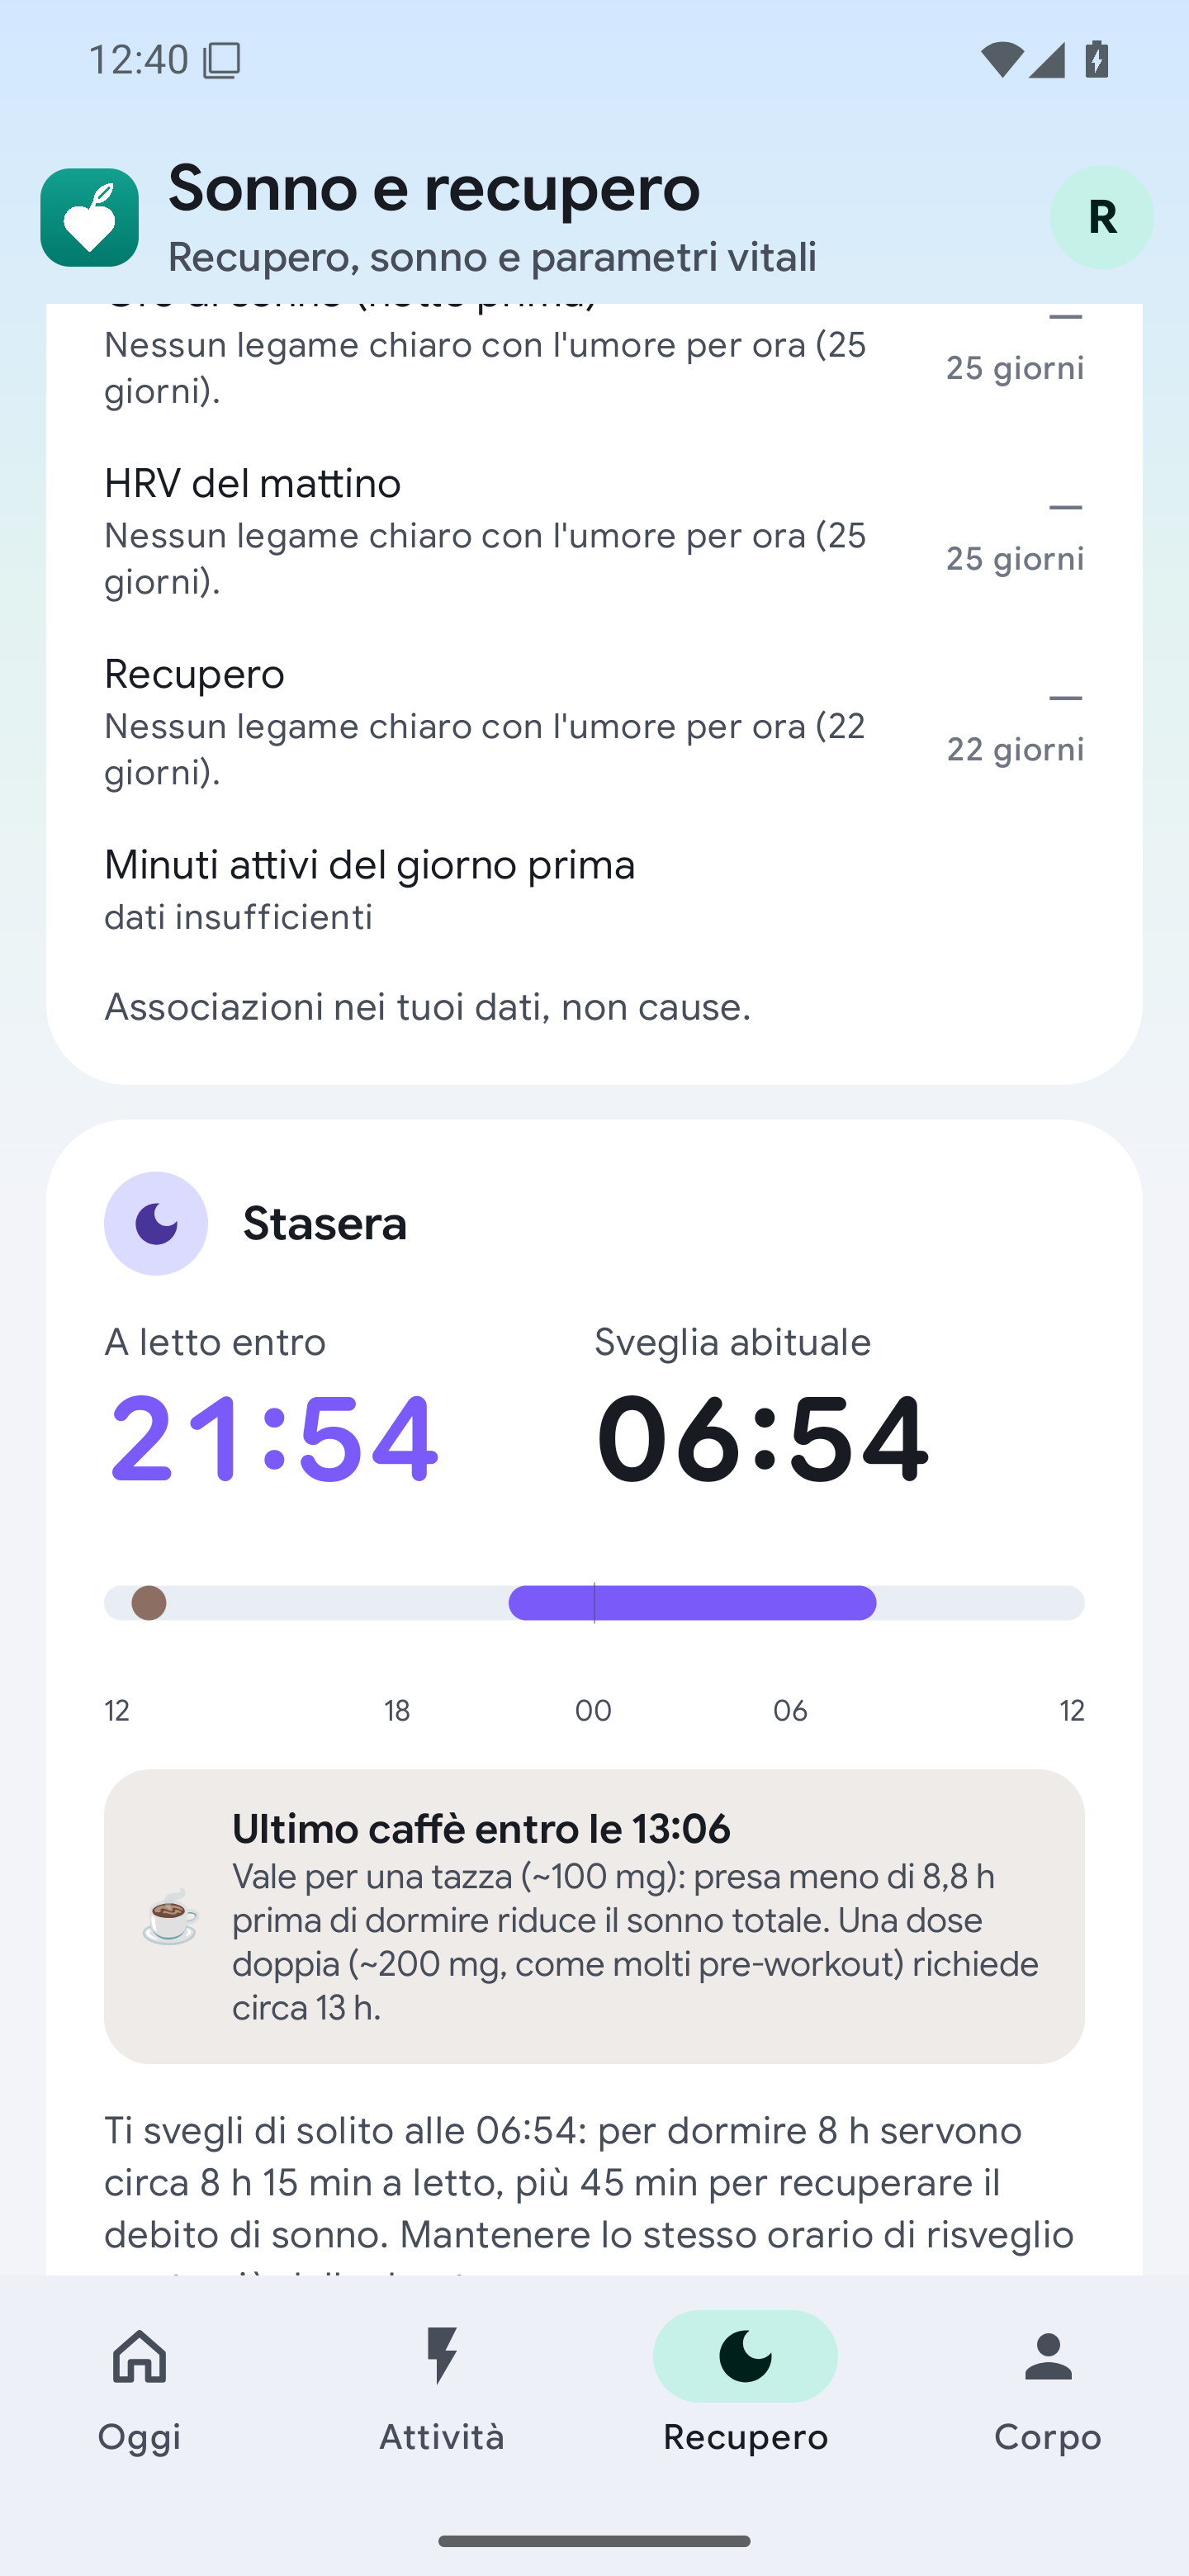 12:40
Sonno e recupero
Recupero, sonno e parametri vitali
R
Nessun legame chiaro con l'umore per ora (25
giorni).
—
25 giorni
HRV del mattino
Nessun legame chiaro con l'umore per ora (25
giorni).
—
25 giorni
Recupero
Nessun legame chiaro con l'umore per ora (22
giorni).
—
22 giorni
Minuti attivi del giorno prima
dati insufficienti
Associazioni nei tuoi dati, non cause.
Stasera
A letto entro
21:54
Sveglia abituale
06:54
12 18 00 06 12
Ultimo caffè entro le 13:06
Vale per una tazza (~100 mg): presa meno di 8,8 h
prima di dormire riduce il sonno totale. Una dose
doppia (~200 mg, come molti pre-workout) richiede
circa 13 h.
Ti svegli di solito alle 06:54: per dormire 8 h servono
circa 8 h 15 min a letto, più 45 min per recuperare il
debito di sonno. Mantenere lo stesso orario di risveglio
Oggi
Attività
Recupero
Corpo